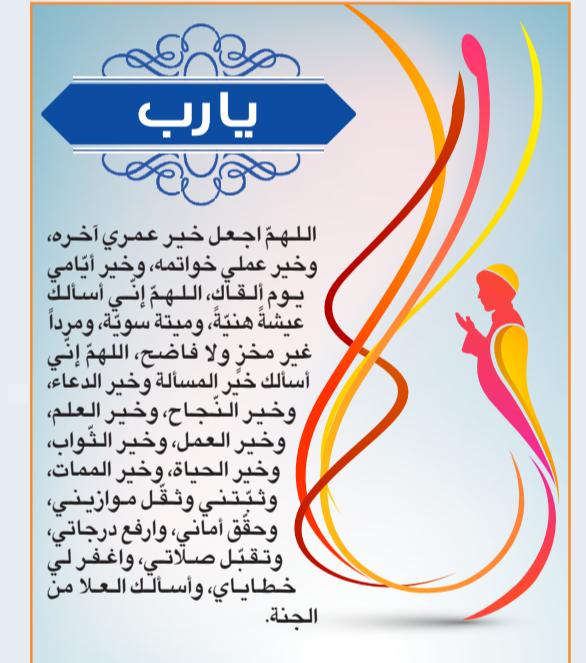 يارب
اللهمّ اجعل خير عمري آخره،
وخير عملي خواتمه، وخير أيّامي
يوم ألقاك، اللهمّ إنّي أسألك
عيشةً هنيّةً، وميتة سويّة، ومرداً
غير مخزٍ ولا فاضح، اللهمّ إنّي
أسألك خير المسألة وخير الدعاء،
وخير النّجاح، وخير العلم،
وخير العمل، وخير الثّواب،
وخير الحياة، وخير الممات،
وثبّتني وثقّل موازيني،
وحقّق أماني، وارفع درجاتي،
وتقبّل صلاتي، واغفر لي
خطاياي، وأسألك العلا من
الجنة.